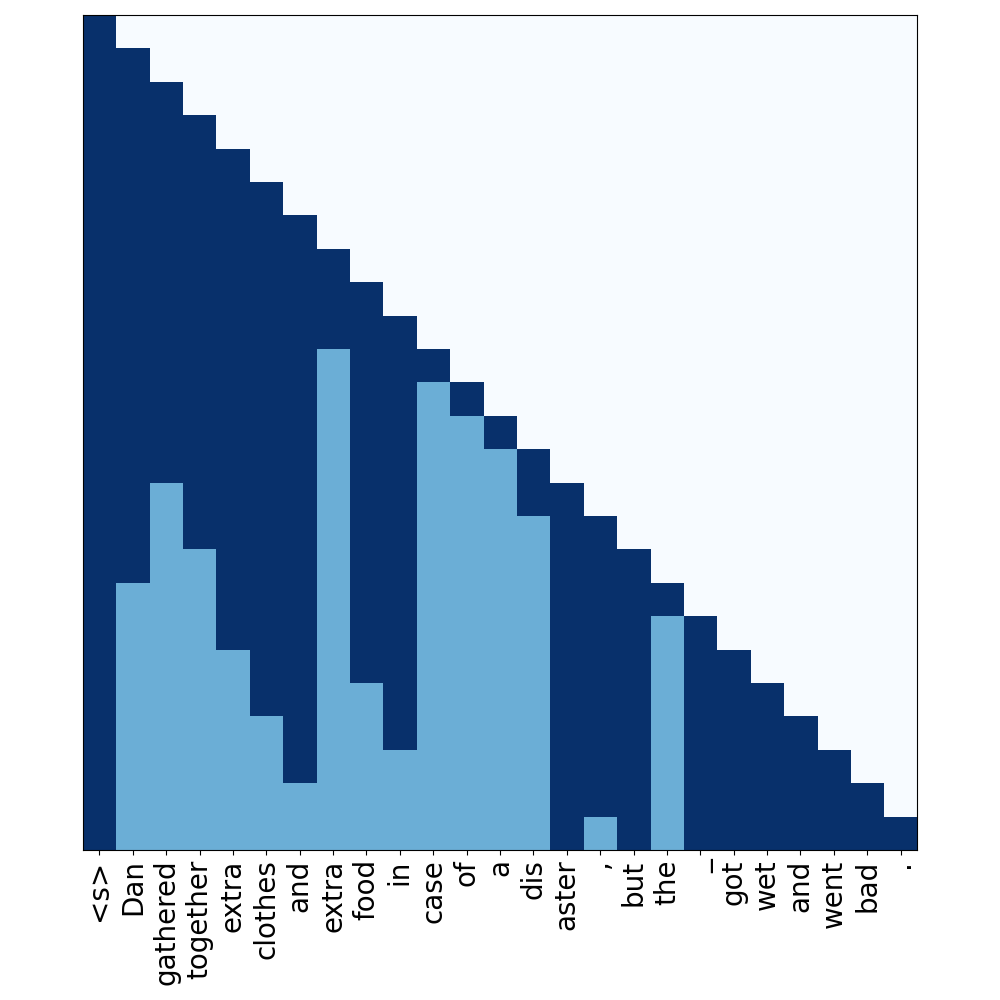 <s>
Dan
gathered
together
extra
clothes
and
extra
food
in
case
of
a
dis
aster
,
but
the
_
got
wet
and
went
bad
.